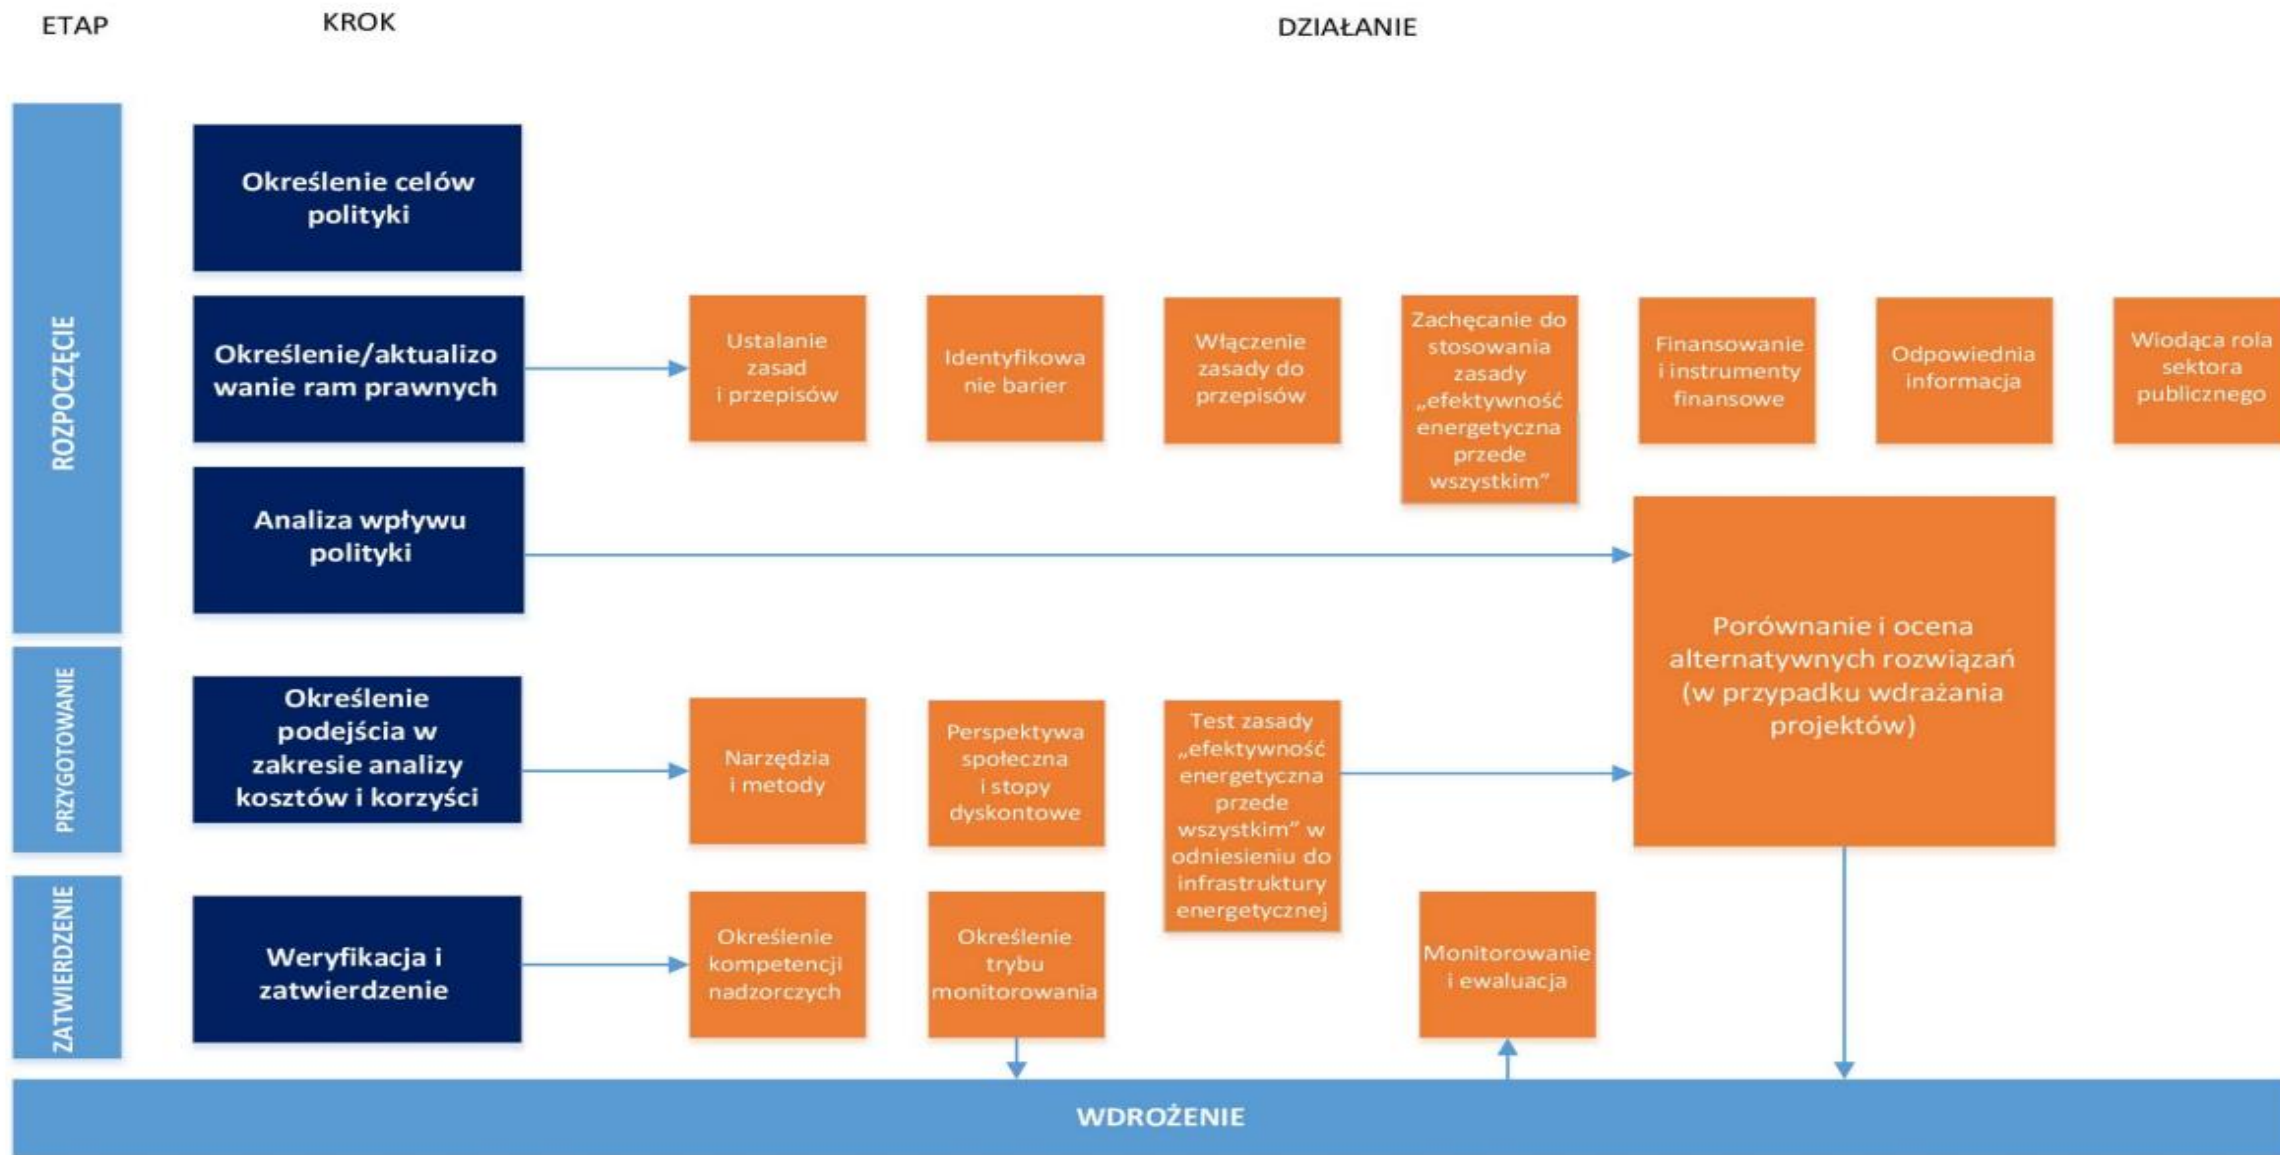 ETAP
KROK
DZIAŁANIE
ROZPOCZĘCIE
Określenie celów
polityki
Określenie/aktualizo
wanie ram prawnych
Ustalanie
zasad
i przepisów
Identyfikowa
nie barier
Włączenie
zasady do
przepisów
Zachęcanie do
stosowania
zasady
„efektywność
energetyczna
przede
wszystkim”
Finansowanie
i instrumenty
finansowe
Odpowiednia
informacja
Wiodąca rola
sektora
publicznego
Analiza wpływu
polityki
Porównanie i ocena
alternatywnych rozwiązań
(w przypadku wdrażania
projektów)
PRZYGOTOWANIE
Określenie
podejścia w
zakresie analizy
kosztów i korzyści
Narzędzia
i metody
Perspektywa
społeczna
i stopy
dyskontowe
Test zasady
„efektywność
energetyczna
przede
wszystkim” w
odniesieniu do
infrastruktury
energetycznej
ZATWIERDZENIE
Weryfikacja i
zatwierdzenie
Określenie
kompetencji
nadzorczych
Określenie
trybu
monitorowania
Monitorowanie
i ewaluacja
WDROŻENIE